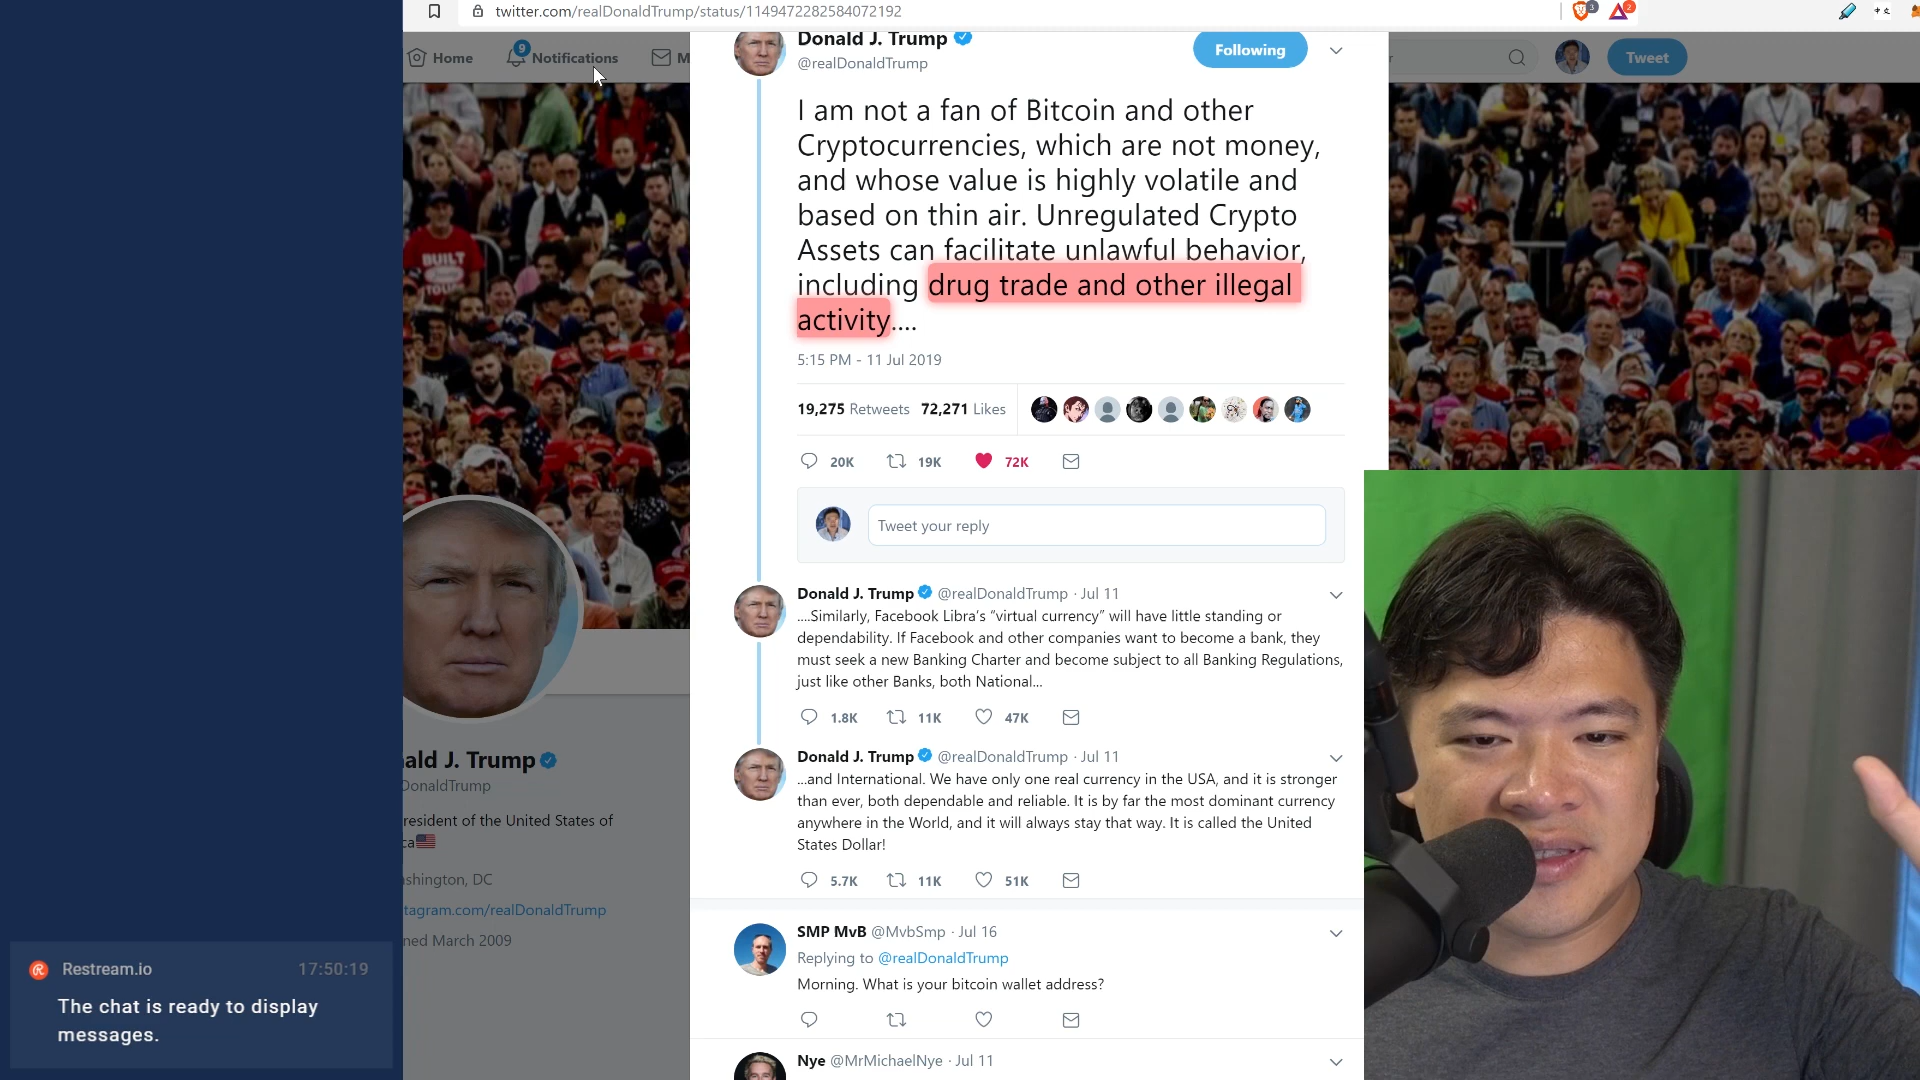 twitter.com/realDonaldTrump/status/1149472282584072192
3
2
Home
9
Notifications
M
Tweet
Donald J. Trump
@realDonaldTrump
Following
I am not a fan of Bitcoin and other
Cryptocurrencies, which are not money,
and whose value is highly volatile and
based on thin air. Unregulated Crypto
Assets can facilitate unlawful behavior,
including drug trade and other illegal
activity....
5:15 PM - 11 Jul 2019
19,275 Retweets 72,271 Likes
20K 19K 72K
Tweet your reply
Donald J. Trump @realDonaldTrump · Jul 11
....Similarly, Facebook Libra's “virtual currency” will have little standing or
dependability. If Facebook and other companies want to become a bank, they
must seek a new Banking Charter and become subject to all Banking Regulations,
just like other Banks, both National...
1.8K 11K 47K
Donald J. Trump @realDonaldTrump · Jul 11
...and International. We have only one real currency in the USA, and it is stronger
than ever, both dependable and reliable. It is by far the most dominant currency
anywhere in the World, and it will always stay that way. It is called the United
States Dollar!
5.7K 11K 51K
SMP MvB @MvbSmp · Jul 16
Replying to @realDonaldTrump
Morning. What is your bitcoin wallet address?
Nye @MrMichaelNye · Jul 11
BUILT
ald J. Trump
DonaldTrump
resident of the United States of
ca
shington, DC
tagram.com/realDonaldTrump
ned March 2009
Restream.io 17:50:19
The chat is ready to display
messages.